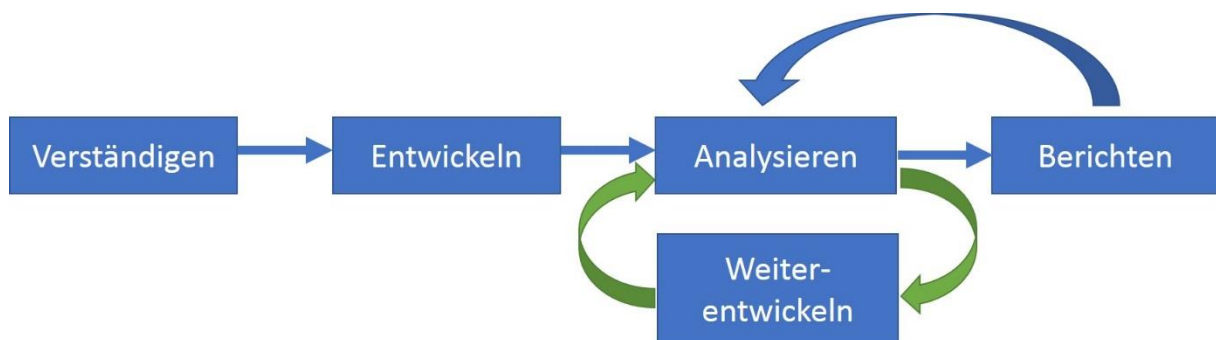 Verständigen
Entwickeln
Analysieren
Berichten
Weiter-
entwickeln